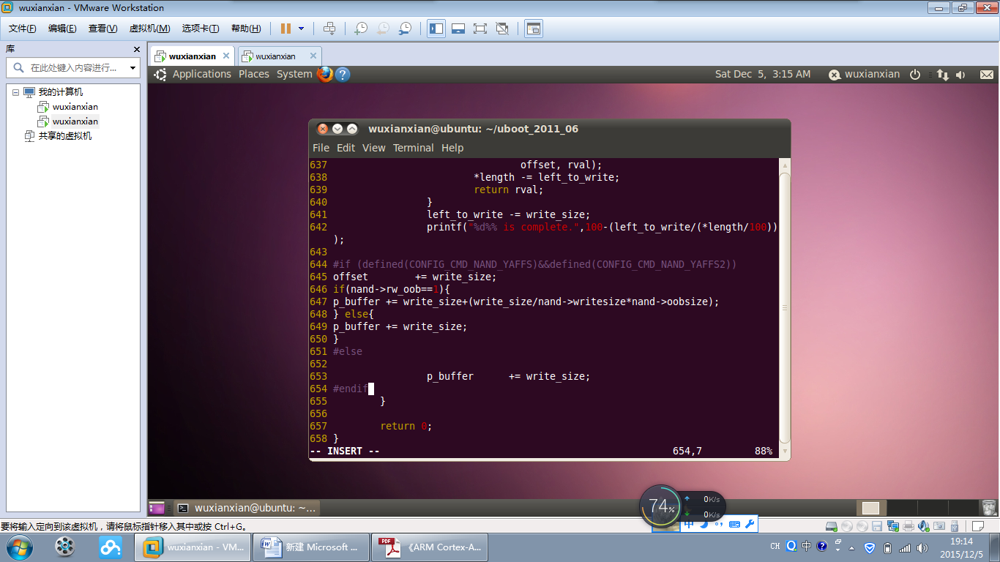 wuxianxian - VMware Workstation
文件(F) 编辑(E) 查看(V) 虚拟机(M) 选项卡(T) 帮助(H)
库
在此处键入内容进行...
我的计算机
wuxianxian
wuxianxian
共享的虚拟机
wuxianxian wuxianxian
Applications Places System Sat Dec 5, 3:15 AM wuxianxian
wuxianxian@ubuntu: ~/uboot_2011_06
File Edit View Terminal Help
637 offset, rval);
638 *length -= left_to_write;
639 return rval;
640 }
641 left_to_write -= write_size;
642 printf("%d%% is complete.",100-(left_to_write/(*length/100))
);
643
644 #if (defined(CONFIG_CMD_NAND_YAFFS)&&defined(CONFIG_CMD_NAND_YAFFS2))
645 offset += write_size;
646 if(nand->rw_oob==1){
647 p_buffer += write_size+(write_size/nand->writesize*nand->oobsize);
648 } else{
649 p_buffer += write_size;
650 }
651 #else
652
653 p_buffer += write_size;
654 #endif
655 }
656
657 return 0;
658 }
-- INSERT -- 654,7 88%
wuxianxian@ubuntu: ~...
74%
0K/s
0K/s
中
要将输入定向到该虚拟机，请将鼠标指针移入其中或按 Ctrl+G。
wuxianxian - VM... 新建 Microsoft ... PDF 《ARM Cortex-A...
CH 中
19:14
2015/12/5